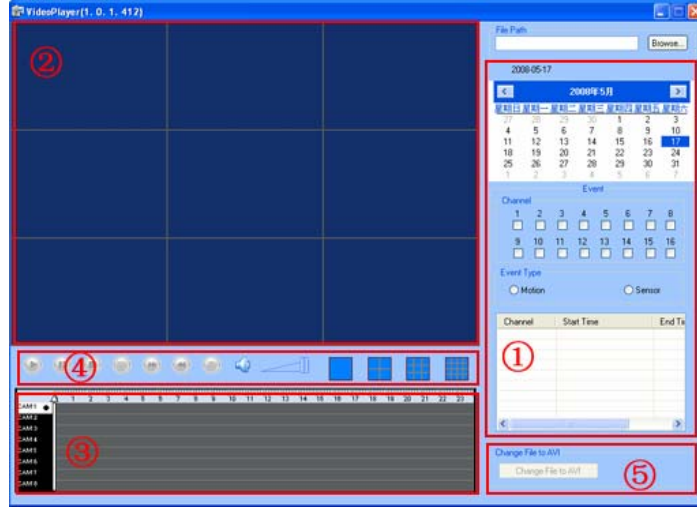 VideoPlayer(1. 0. 1. 412)
②
File Path
Browse...
2008-05-17
2008年5月
星期日 星期一 星期二 星期三 星期四 星期五 星期六
27 28 29 30 1 2 3
4 5 6 7 8 9 10
11 12 13 14 15 16 17
18 19 20 21 22 23 24
25 26 27 28 29 30 31
1 2 3 4 5 6 7
Event
Channel
1 2 3 4 5 6 7 8
9 10 11 12 13 14 15 16
Event Type
Motion Sensor
Channel Start Time End Ti
①
④
0 1 2 3 4 5 6 7 8 9 10 11 12 13 14 15 16 17 18 19 20 21 22 23
CAM1
CAM2
CAM3
CAM4
CAM5
CAM6
CAM7
CAM8
③
Change File to AVI
Change File to AVI
⑤